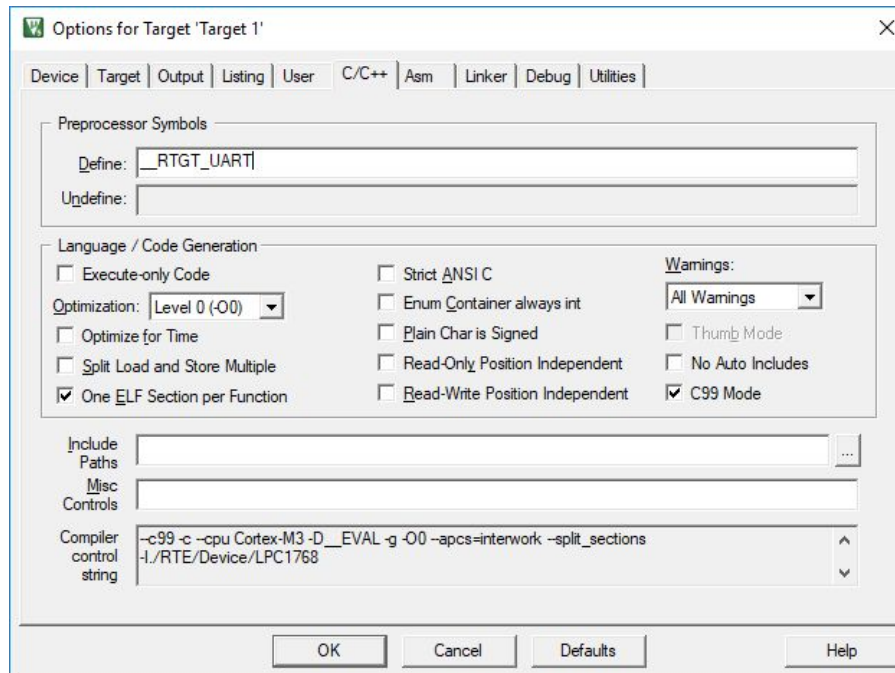 Options for Target 'Target 1'
Device Target Output Listing User C/C++ Asm Linker Debug Utilities
Preprocessor Symbols
Define: __RTGT_UART
Undefine:
Language / Code Generation
Execute-only Code
Strict ANSI C
Warnings:
Optimization: Level 0 (-O0)
Enum Container always int
All Warnings
Optimize for Time
Plain Char is Signed
Thumb Mode
Split Load and Store Multiple
Read-Only Position Independent
No Auto Includes
One ELF Section per Function
Read-Write Position Independent
C99 Mode
Include
Paths
...
Misc
Controls
Compiler
control
string
--c99 -c --cpu Cortex-M3 -D__EVAL -g -O0 --apcs=interwork --split_sections
-I./RTE/Device/LPC1768
OK Cancel Defaults Help